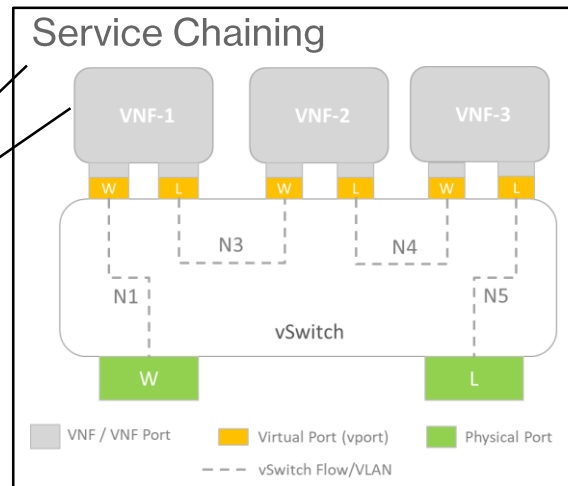 Service Chaining
VNF-1 VNF-2 VNF-3
W L W L W L
N3 N4
N1 N5
vSwitch
W L
VNF / VNF Port Virtual Port (vport) Physical Port
vSwitch Flow/VLAN